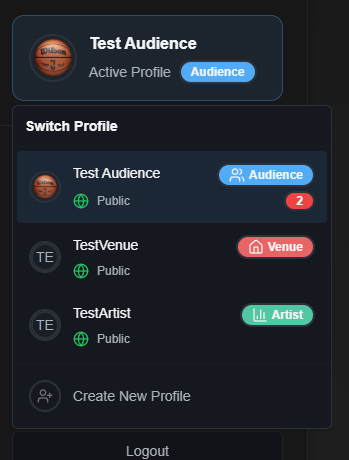 Test Audience
Active Profile Audience
Switch Profile
Test Audience Audience
Public 2
TE TestVenue Venue
Public
TE TestArtist Artist
Public
Create New Profile
Logout